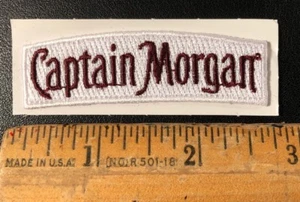 Captain Morgan
MADE IN U.S.A. 1 (NO.R 501-18) 2 3